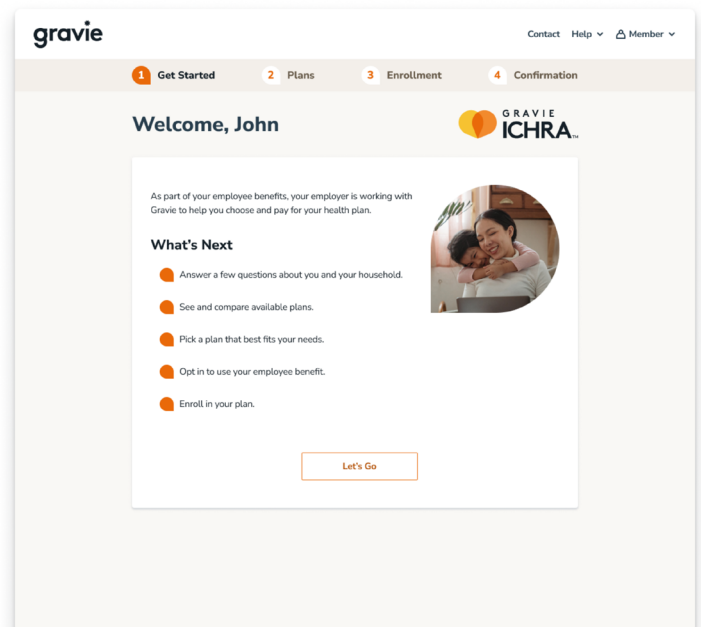 gravie
Contact Help Member
1 Get Started 2 Plans 3 Enrollment 4 Confirmation
Welcome, John
GRAVIE
ICHRA™
As part of your employee benefits, your employer is working with
Gravie to help you choose and pay for your health plan.
What's Next
Answer a few questions about you and your household.
See and compare available plans.
Pick a plan that best fits your needs.
Opt in to use your employee benefit.
Enroll in your plan.
Let's Go